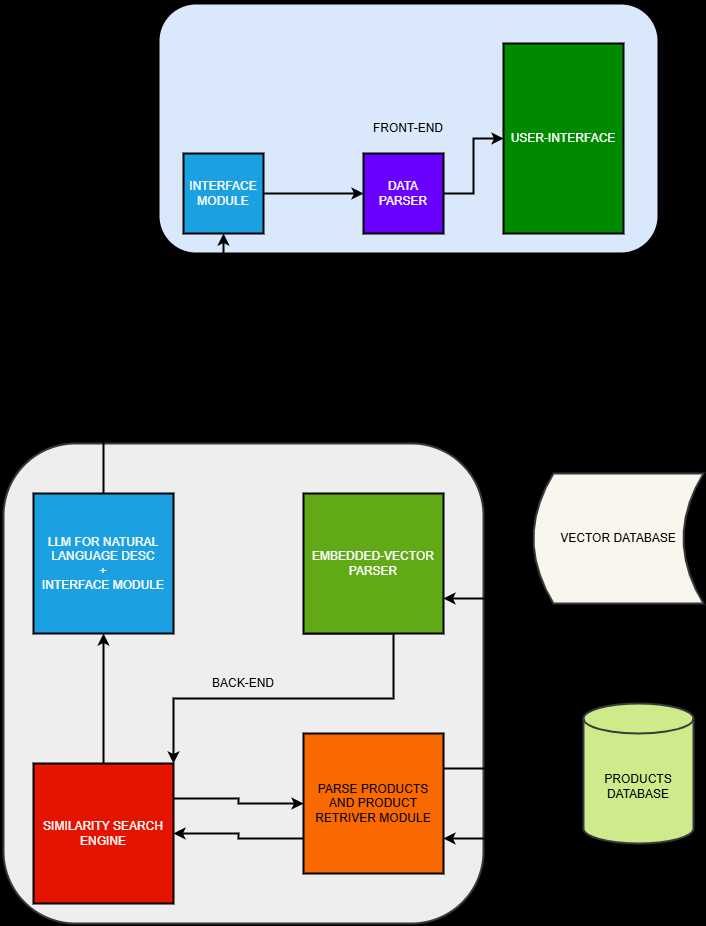 FRONT-END
USER-INTERFACE
INTERFACE
MODULE
DATA
PARSER
LLM FOR NATURAL
LANGUAGE DESC
+
INTERFACE MODULE
EMBEDDED-VECTOR
PARSER
VECTOR DATABASE
BACK-END
SIMILARITY SEARCH
ENGINE
PARSE PRODUCTS
AND PRODUCT
RETRIVER MODULE
PRODUCTS
DATABASE